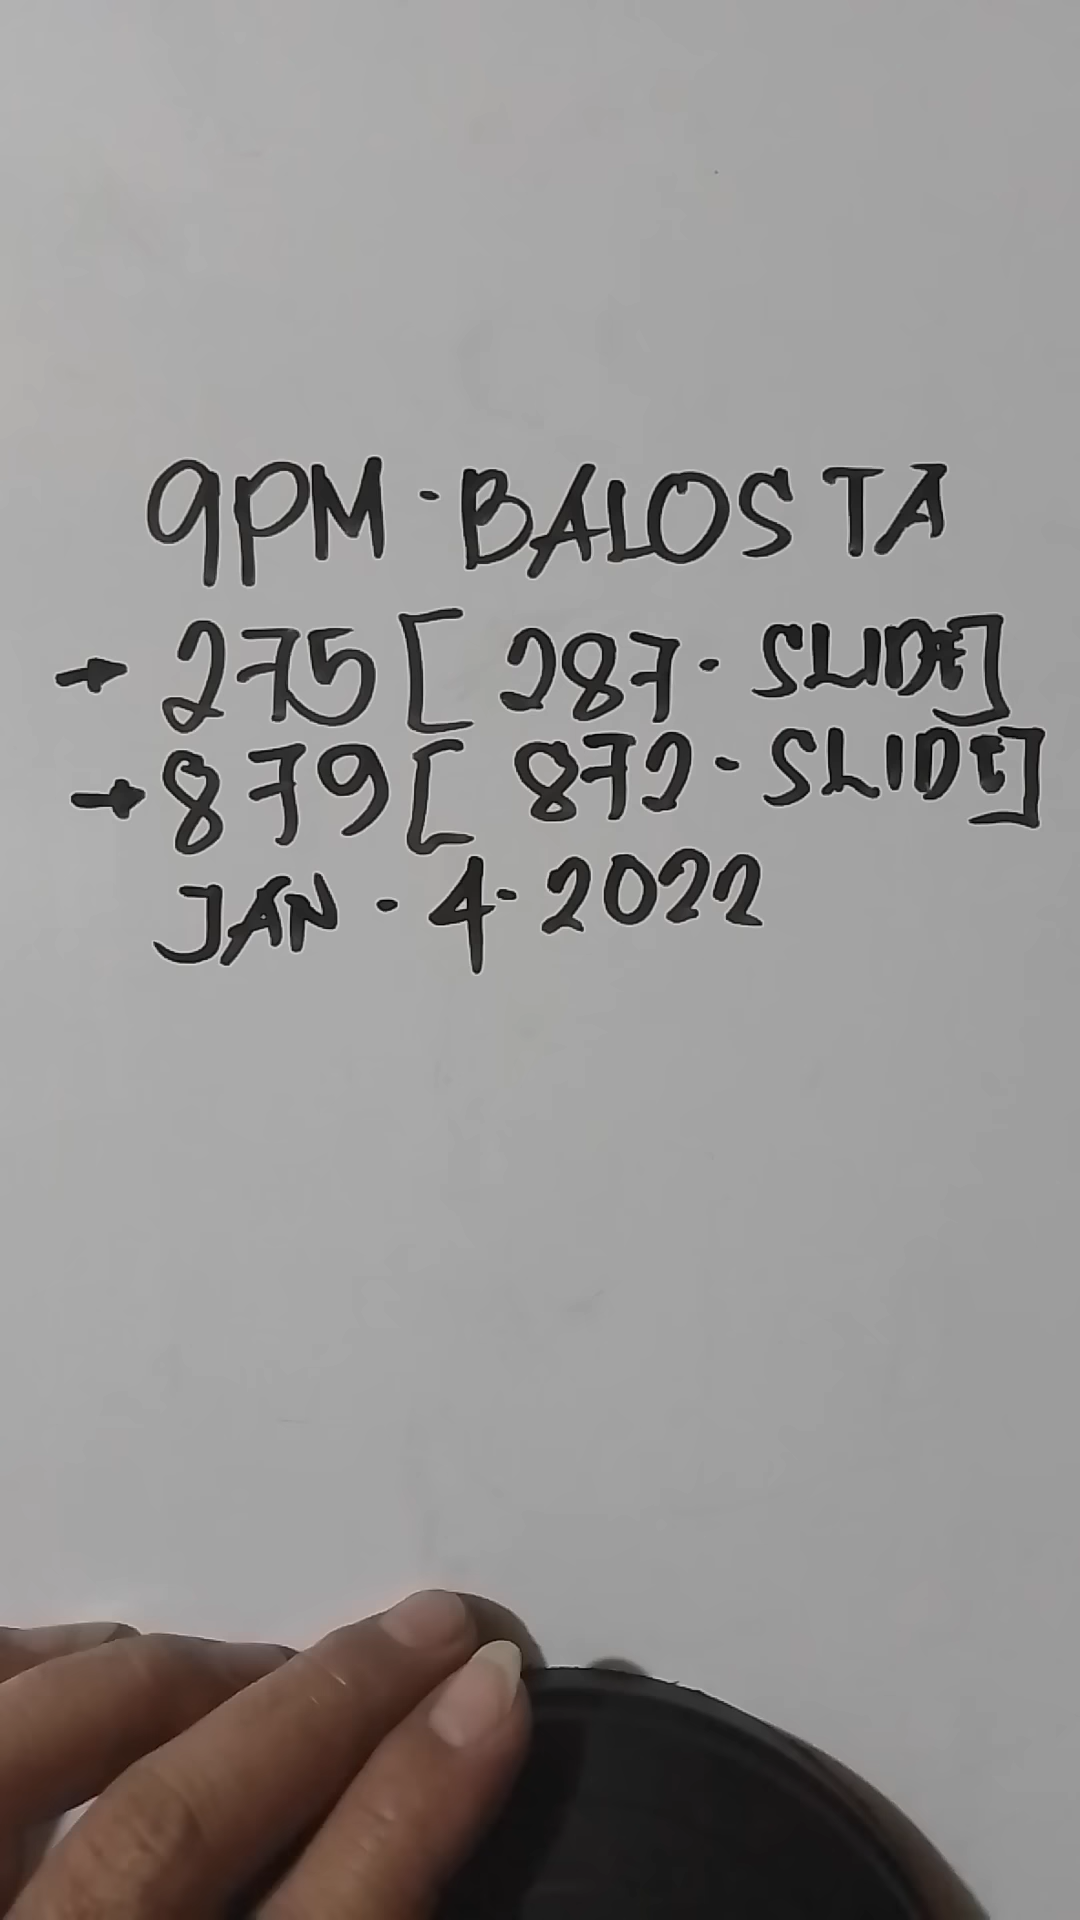 9PM · BALOSTA
→ 275 [ 287 · SLIDE]
→ 879 [ 872 - SLIDE]
JAN · 4 - 2022